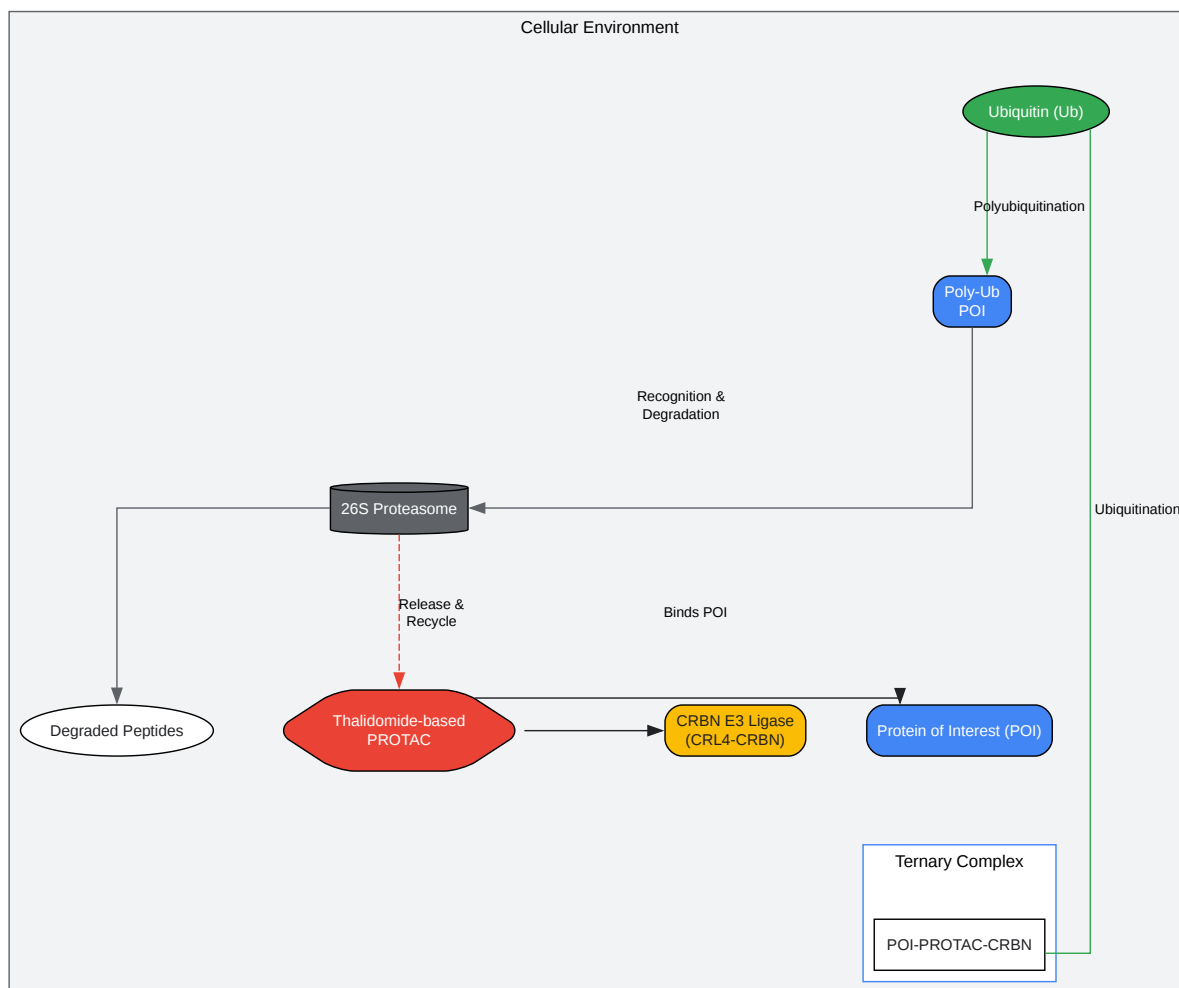 Cellular Environment
Ubiquitin (Ub)
Polyubiquitination
Poly-Ub
POI
Recognition &
Degradation
26S Proteasome
Ubiquitination
Release &
Recycle
Binds POI
Degraded Peptides
Thalidomide-based
PROTAC
CRBN E3 Ligase
(CRL4-CRBN)
Protein of Interest (POI)
Ternary Complex
POI-PROTAC-CRBN